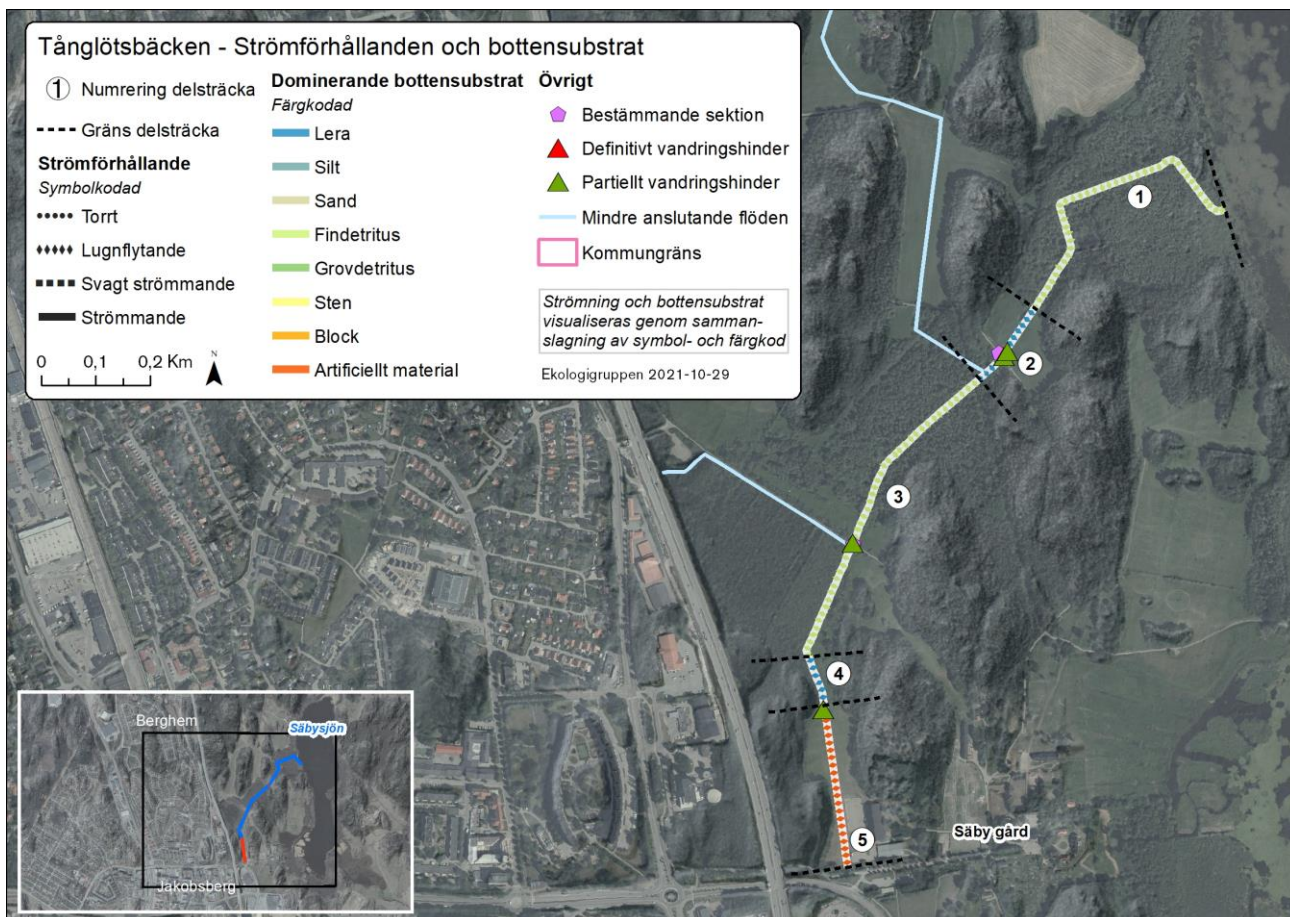 Tånglötsbäcken - Strömförhållanden och bottensubstrat
1 Numrering delsträcka
Gräns delsträcka
Strömförhållande
Symbolkodad
Torrt
Lugnflytande
Svagt strömmande
Strömmande
0 0,1 0,2 Km
N
Dominerande bottensubstrat
Färgkodad
Lera
Silt
Sand
Findetritus
Grovdetritus
Sten
Block
Artificiellt material
Övrigt
Bestämmande sektion
Definitivt vandringshinder
Partiellt vandringshinder
Mindre anslutande flöden
Kommungräns
Strömning och bottensubstrat
visualiseras genom samman-
slagning av symbol- och färgkod
Ekologigruppen 2021-10-29
1
2
3
4
5
Säby gård
Berghem
Säbysjön
Jakobsberg